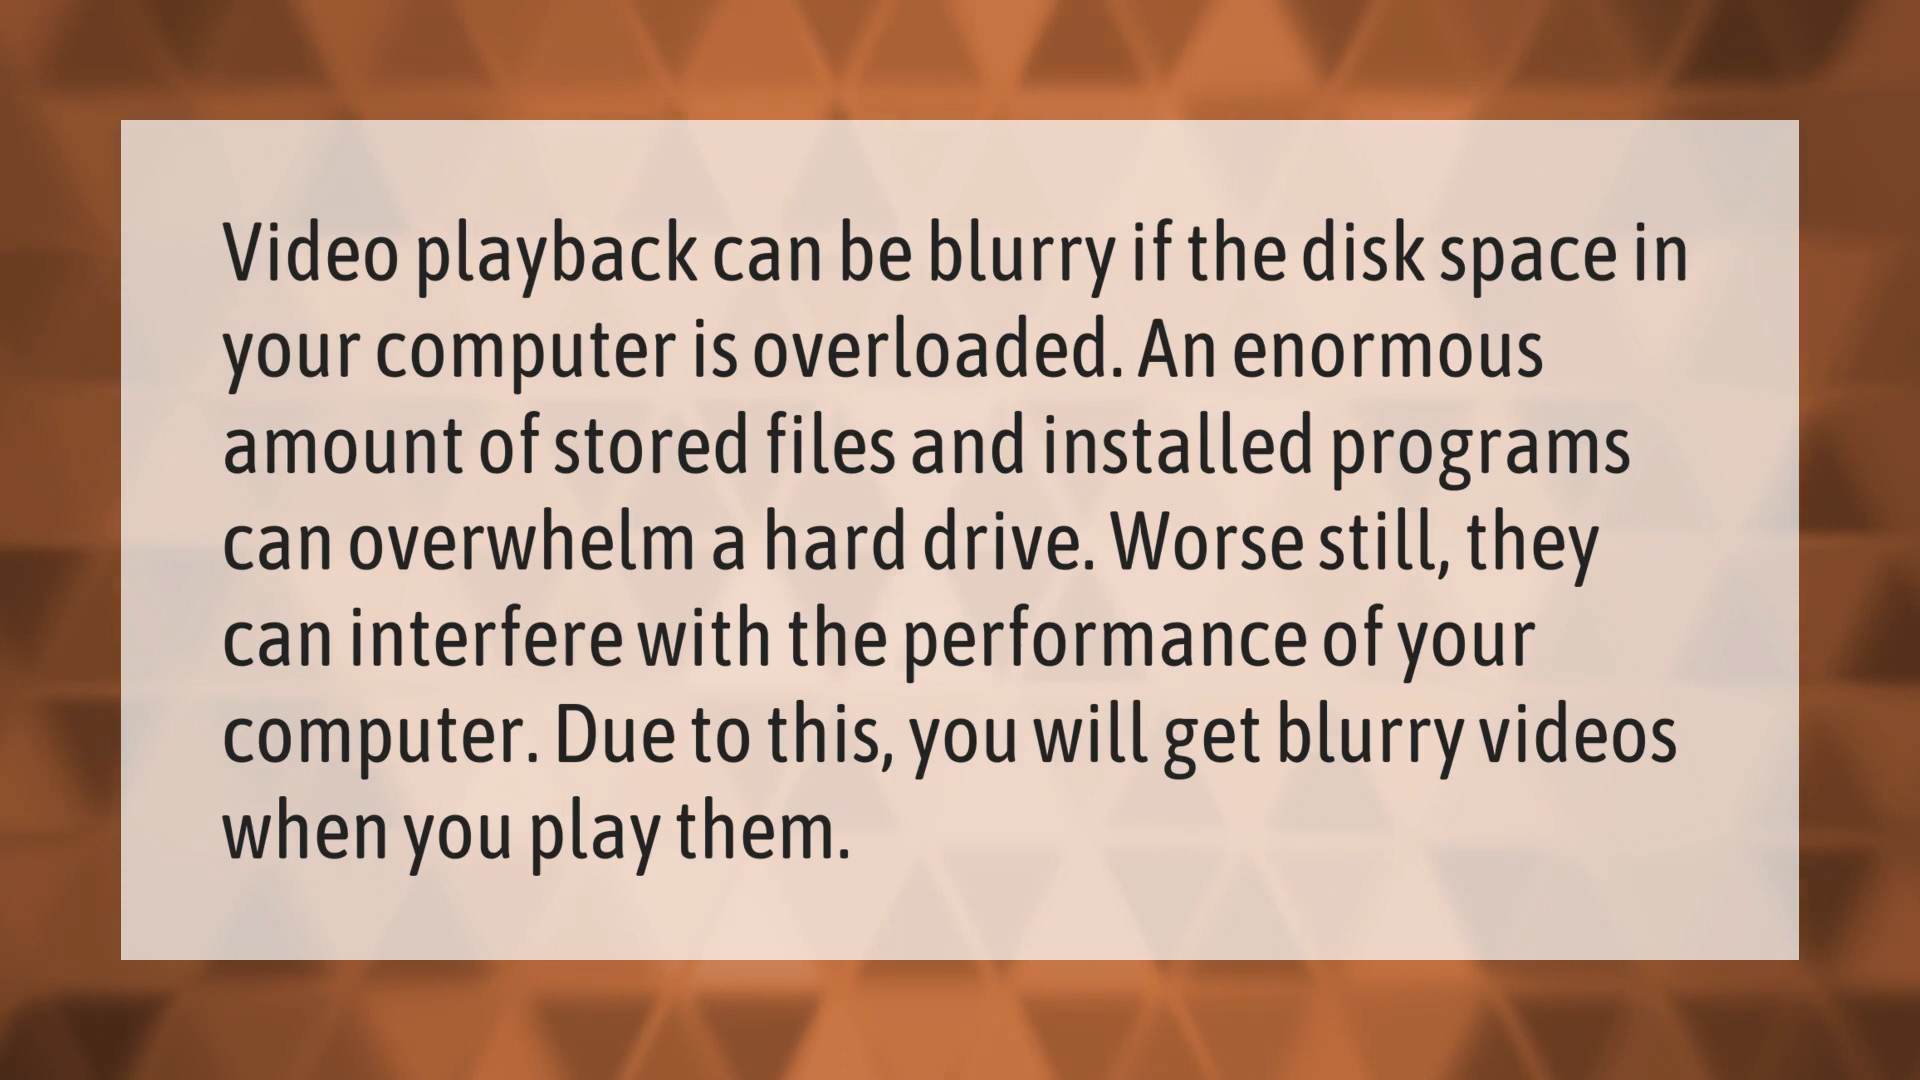 Video playback can be blurry if the disk space in
your computer is overloaded. An enormous
amount of stored files and installed programs
can overwhelm a hard drive. Worse still, they
can interfere with the performance of your
computer. Due to this, you will get blurry videos
when you play them.